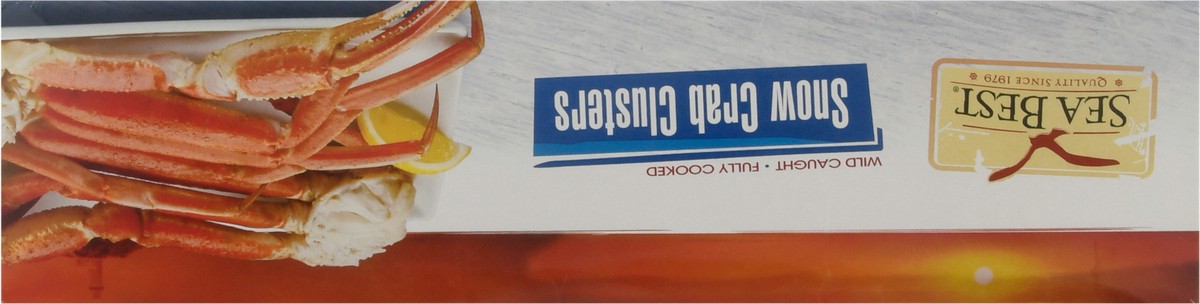 SEA BEST®
QUALITY SINCE 1979
WILD CAUGHT • FULLY COOKED
Snow Crab Clusters